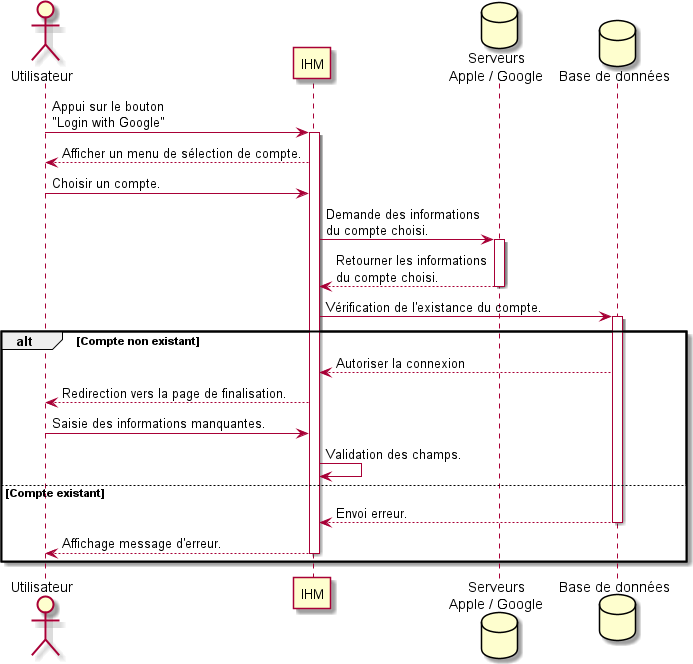 Utilisateur
IHM
Serveurs
Apple / Google
Base de données
Appui sur le bouton
"Login with Google"
Afficher un menu de sélection de compte.
Choisir un compte.
Demande des informations
du compte choisi.
Retourner les informations
du compte choisi.
Vérification de l'existance du compte.
alt [Compte non existant]
Autoriser la connexion
Redirection vers la page de finalisation.
Saisie des informations manquantes.
Validation des champs.
[Compte existant]
Envoi erreur.
Affichage message d'erreur.
Utilisateur
IHM
Serveurs
Apple / Google
Base de données